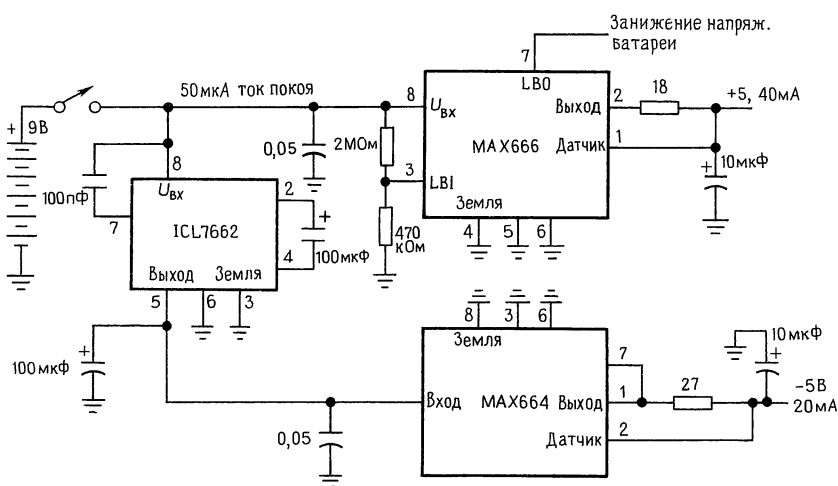 Занижение напряж.
батареи
7
LBO
50мкА ток покоя
8
Uвх
Выход
2
18
+5, 40мА
+
9В
0,05
2МОм
MAX666
Датчик
1
+
10мкФ
8
3
LBI
100пФ
Uвх
2
Земля
7
ICL7662
+
470
кОм
4
5
6
4
100мкФ
Выход
Земля
5
6
3
8
3
6
Земля
10мкФ
+
100мкФ
+
7
27
-5В
Вход
MAX664
Выход
1
20мА
0,05
Датчик
2